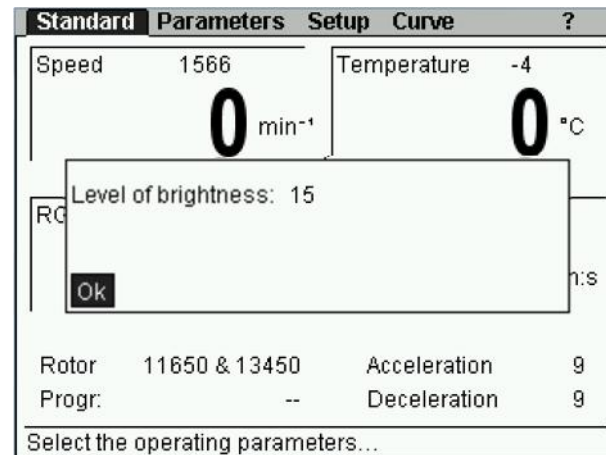 Standard Parameters Setup Curve ?
Speed 1566 Temperature -4
0 min⁻¹ 0 °C
Level of brightness: 15
Ok
Rotor 11650 & 13450 Acceleration 9
Progr: -- Deceleration 9
Select the operating parameters...